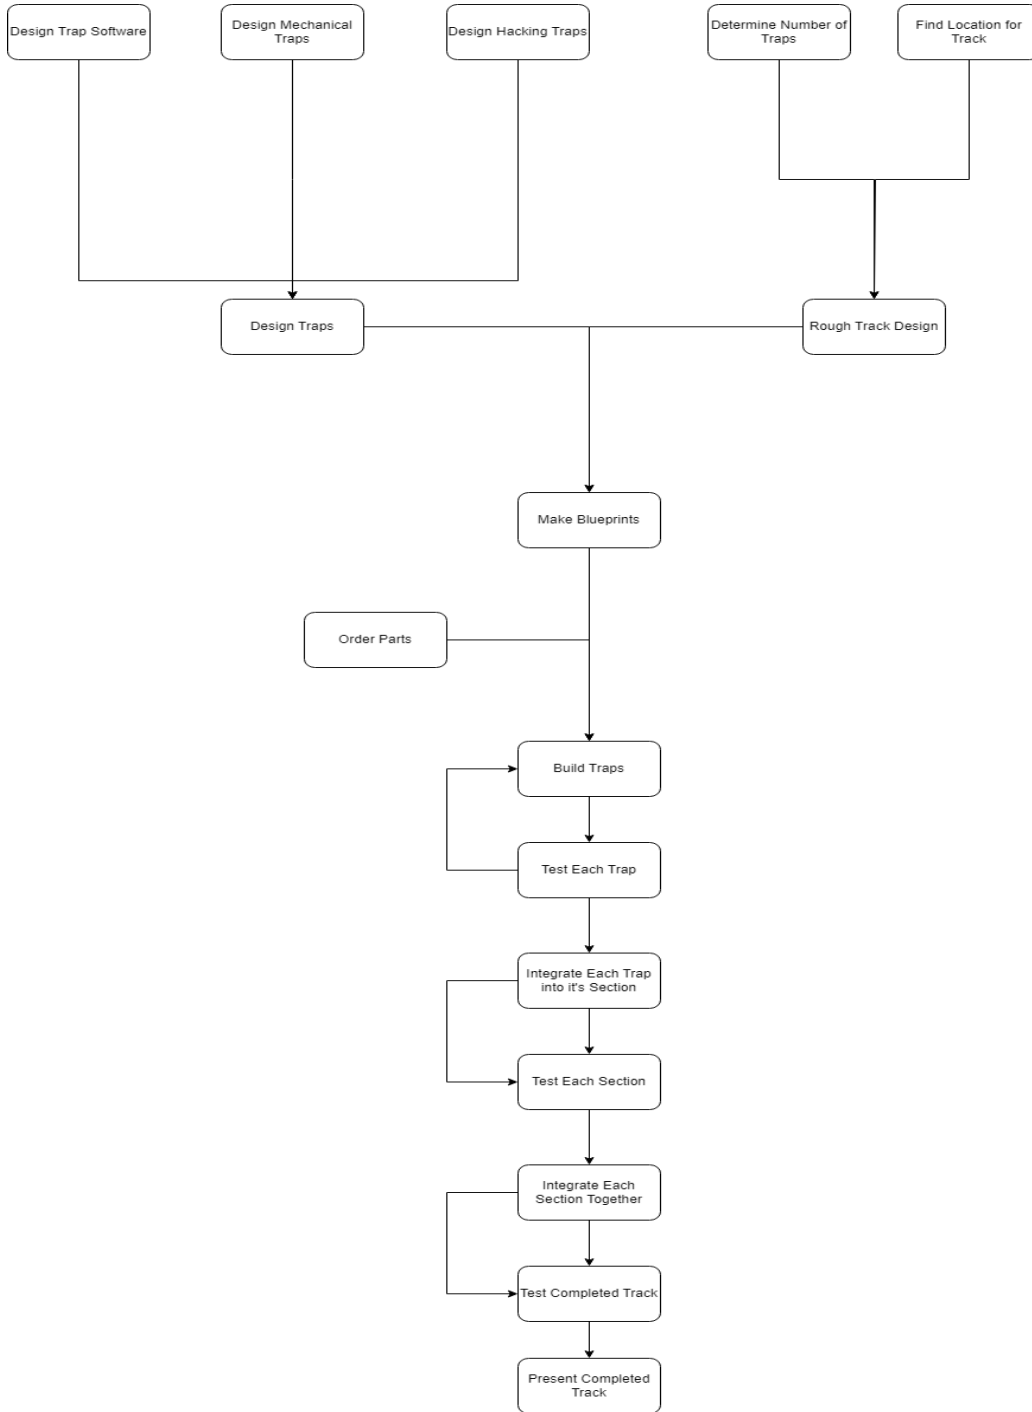 Design Trap Software
Design Mechanical
Traps
Design Hacking Traps
Determine Number of
Traps
Find Location for
Track
Design Traps
Rough Track Design
Make Blueprints
Order Parts
Build Traps
Test Each Trap
Integrate Each Trap
into it's Section
Test Each Section
Integrate Each
Section Together
Test Completed Track
Present Completed
Track